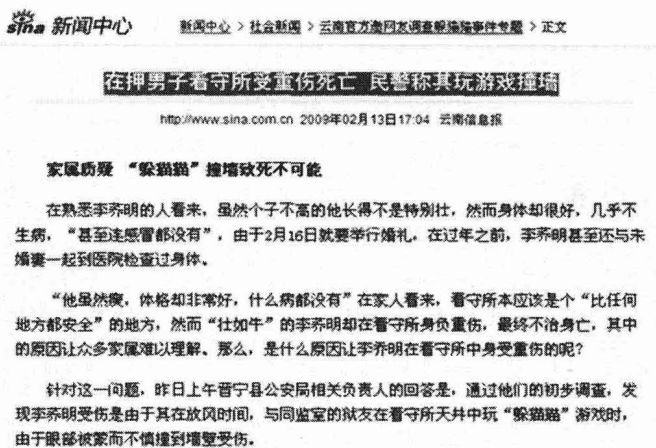 sina 新闻中心 新闻中心 > 社会新闻 > 云南官方邀网友调查躲猫猫事件专题 > 正文
在押男子看守所受重伤死亡 民警称其玩游戏撞墙
http://www.sina.com.cn 2009年02月13日17:04 云南信息报
家属质疑 “躲猫猫”撞墙致死不可能
在熟悉李荞明的人看来，虽然个子不高的他长得不是特别壮，然而身体却很好，几乎不
生病，“甚至连感冒都没有”，由于2月16日就要举行婚礼，在过年之前，李荞明甚至还与未
婚妻一起到医院检查过身体。
“他虽然瘦，体格却非常好，什么病都没有”在家人看来，看守所本应该是个“比任何
地方都安全”的地方，然而“壮如牛”的李荞明却在看守所身负重伤，最终不治身亡，其中
的原因让众多家属难以理解。那么，是什么原因让李乔明在看守所中身受重伤的呢？
针对这一问题，昨日上午晋宁县公安局相关负责人的回答是，通过他们的初步调查，发
现李荞明受伤是由于其在放风时间，与同监室的狱友在看守所天井中玩“躲猫猫”游戏时，
由于眼部被蒙而不慎撞到墙壁受伤。